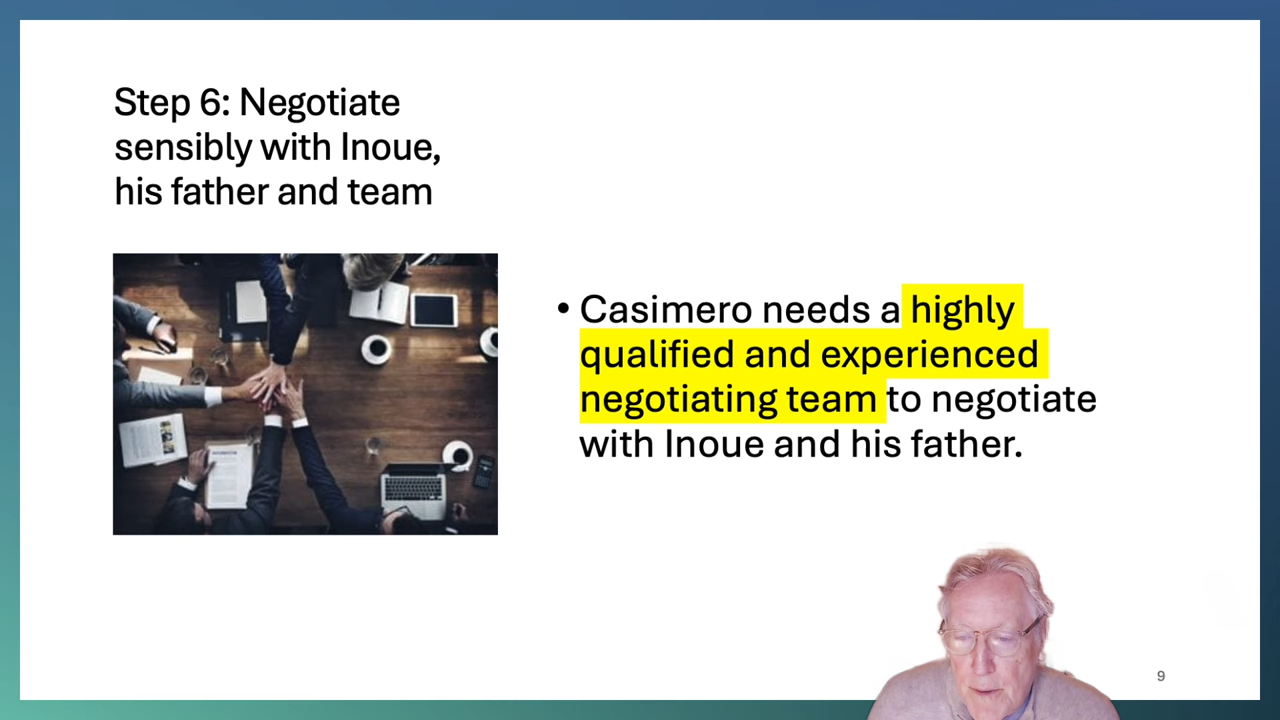 Step 6: Negotiate
sensibly with Inoue,
his father and team
• Casimero needs a highly
qualified and experienced
negotiating team to negotiate
with Inoue and his father.
9